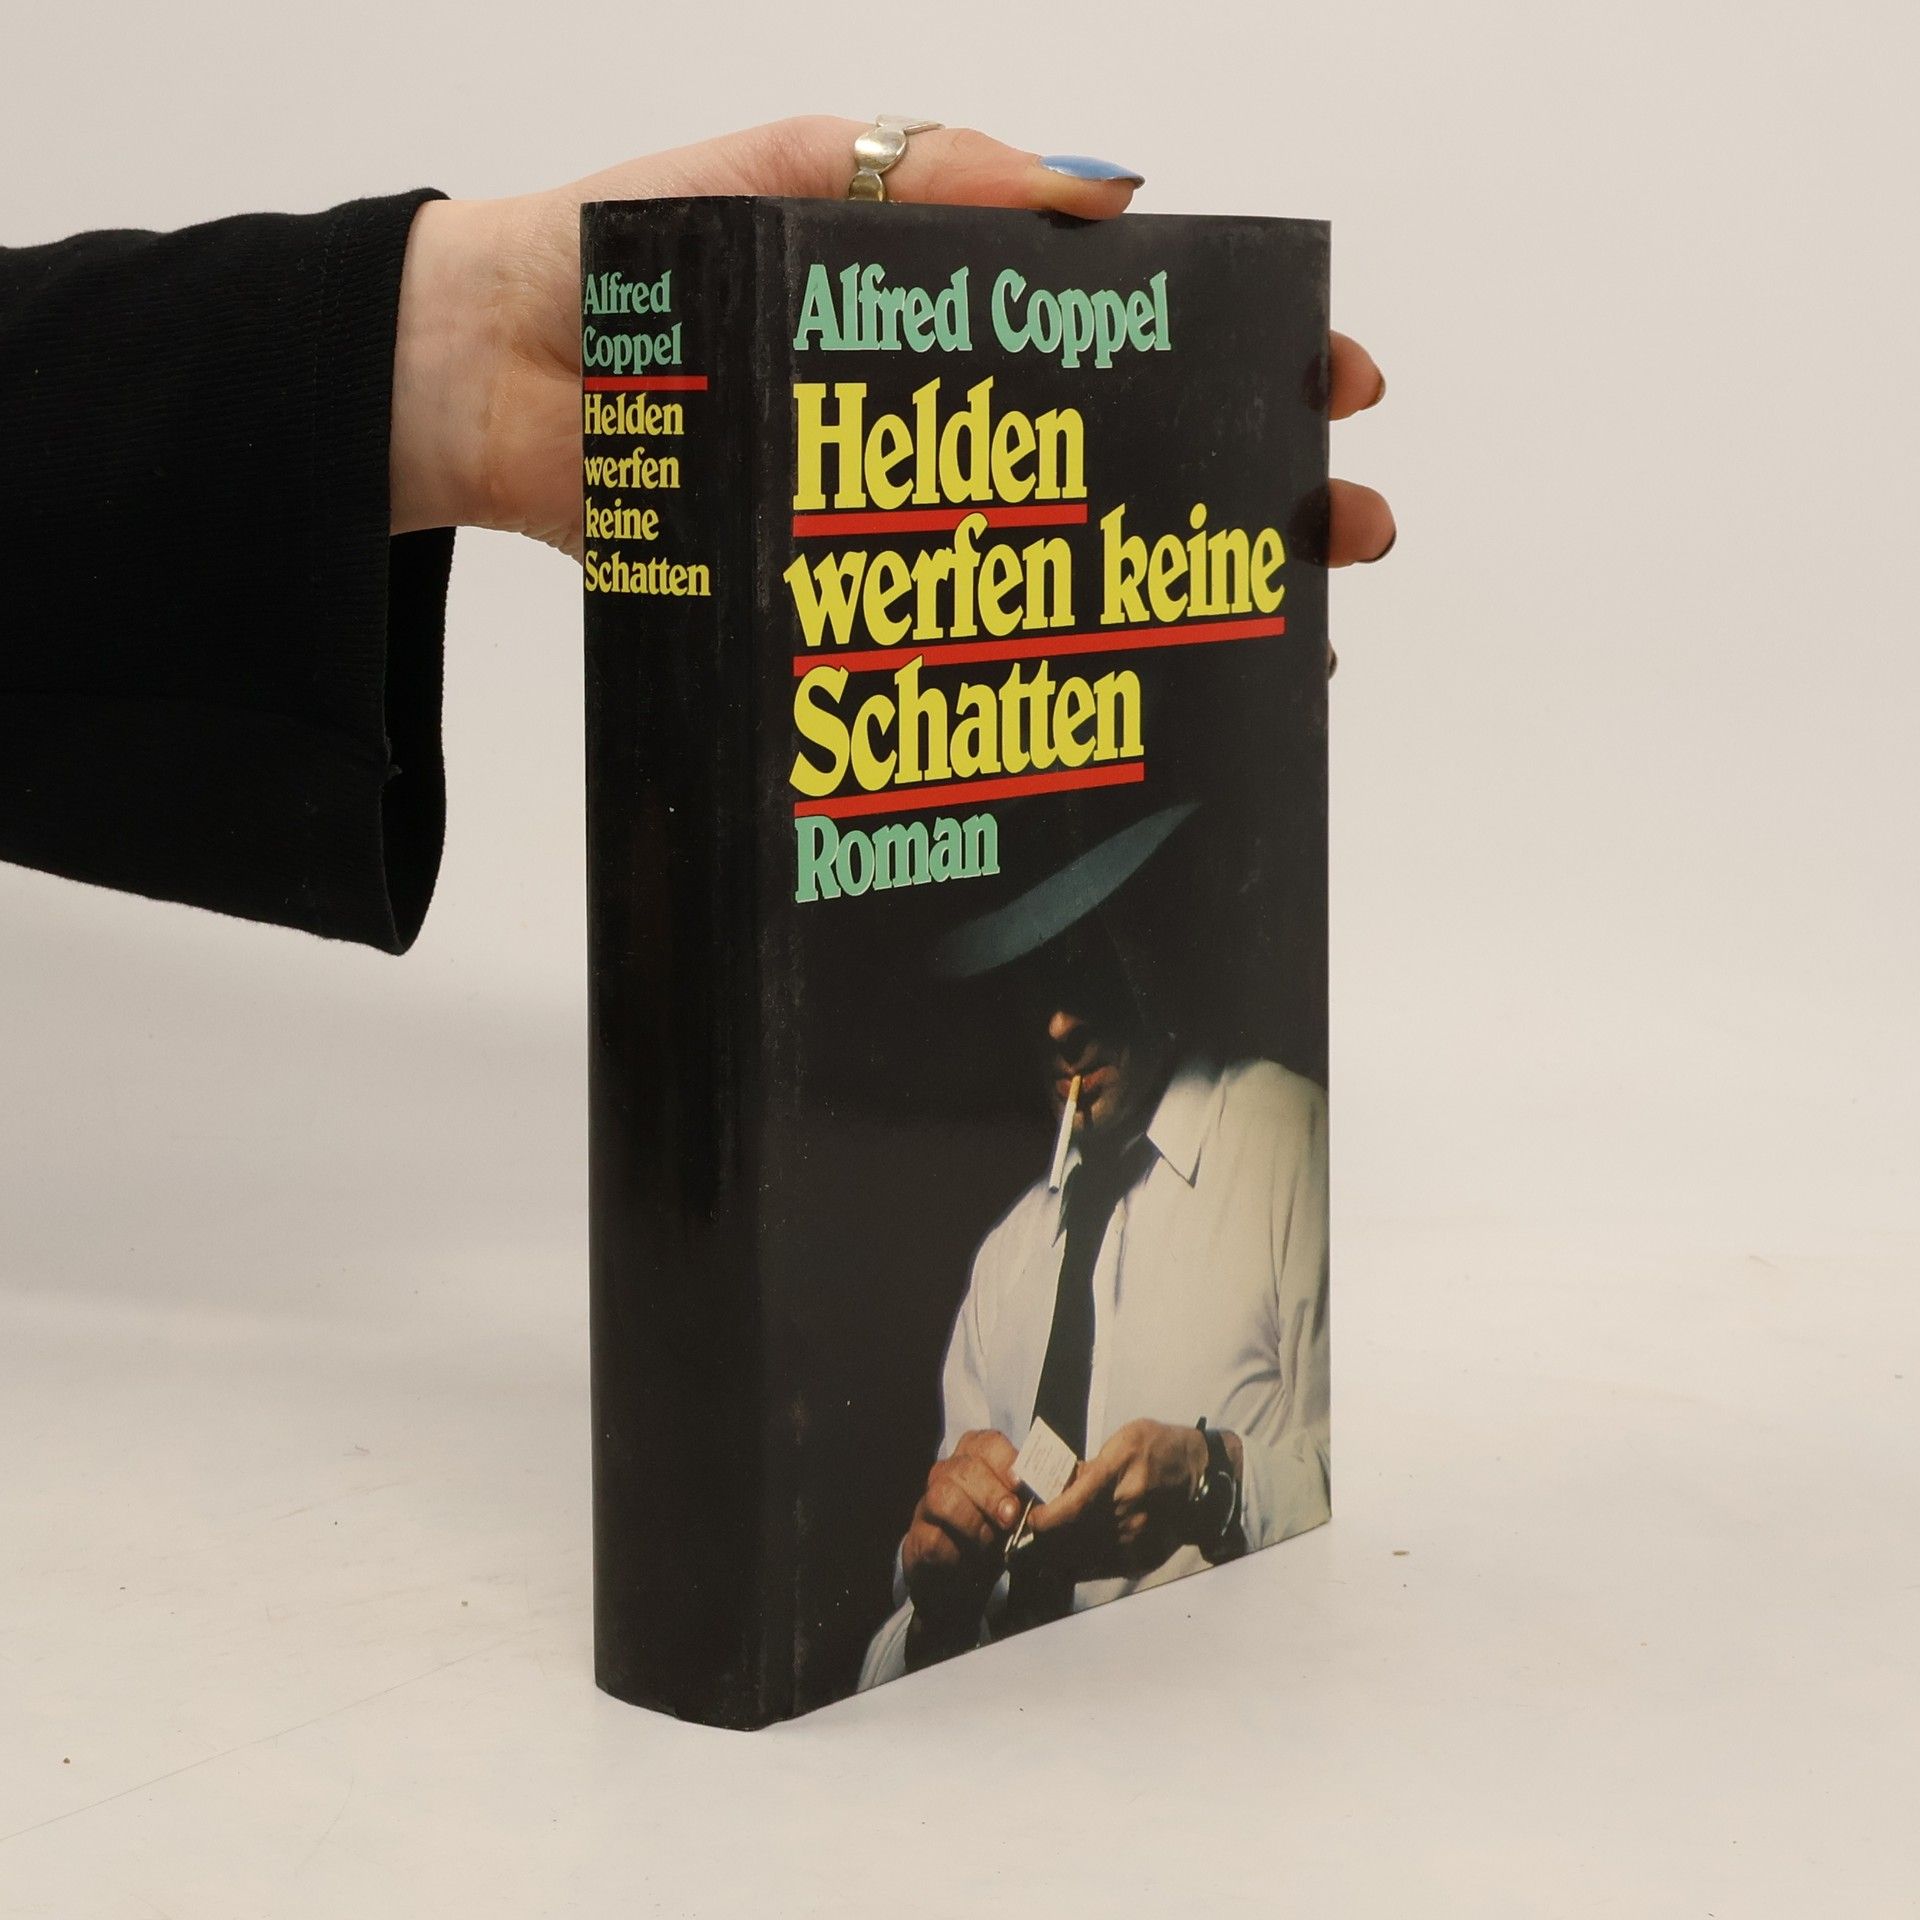 Alfred
Coppel
Helden
werfen
keine
Schatten
Alfred Coppel
Helden
werfen keine
Schatten
Roman